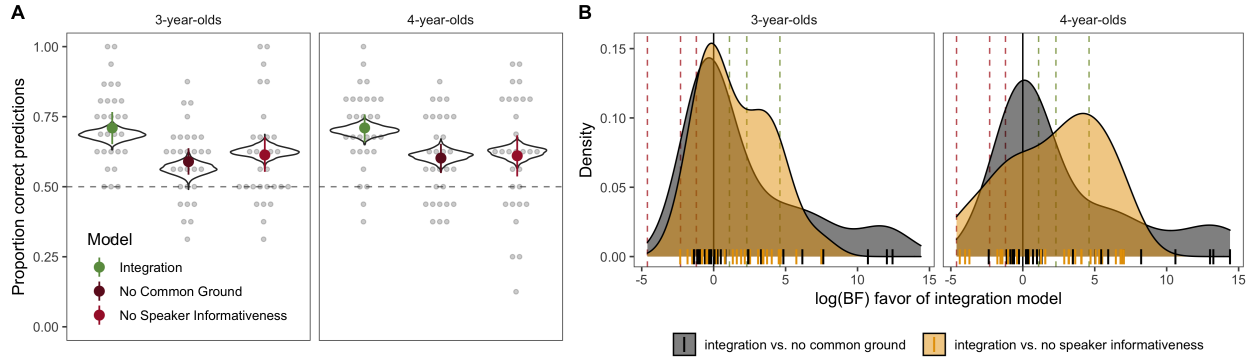 A
3-year-olds
4-year-olds
1.00
0.75
0.50
0.25
0.00
Proportion correct predictions
Model
Integration
No Common Ground
No Speaker Informativeness
B
3-year-olds
4-year-olds
0.15
0.10
0.05
0.00
Density
-5 0 5 10 15
-5 0 5 10 15
log(BF) favor of integration model
integration vs. no common ground
integration vs. no speaker informativeness